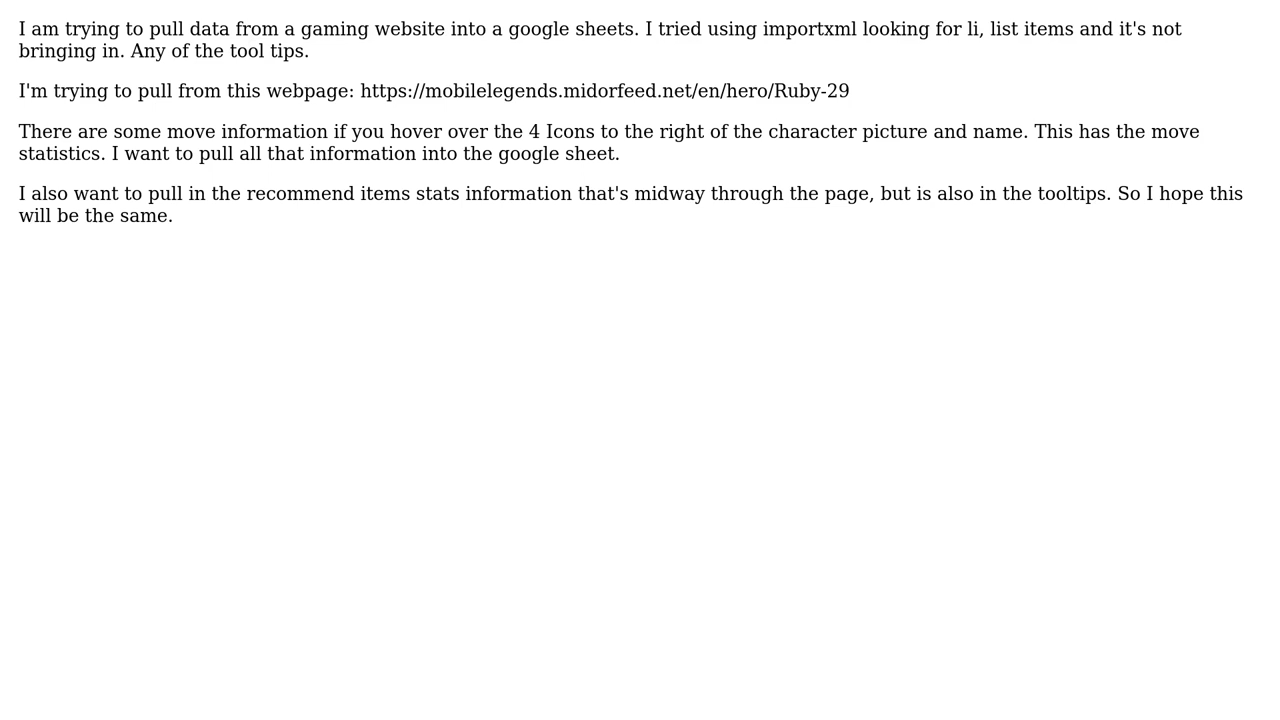 I am trying to pull data from a gaming website into a google sheets. I tried using importxml looking for li, list items and it's not
bringing in. Any of the tool tips.
I'm trying to pull from this webpage: https://mobilelegends.midorfeed.net/en/hero/Ruby-29
There are some move information if you hover over the 4 Icons to the right of the character picture and name. This has the move
statistics. I want to pull all that information into the google sheet.
I also want to pull in the recommend items stats information that's midway through the page, but is also in the tooltips. So I hope this
will be the same.